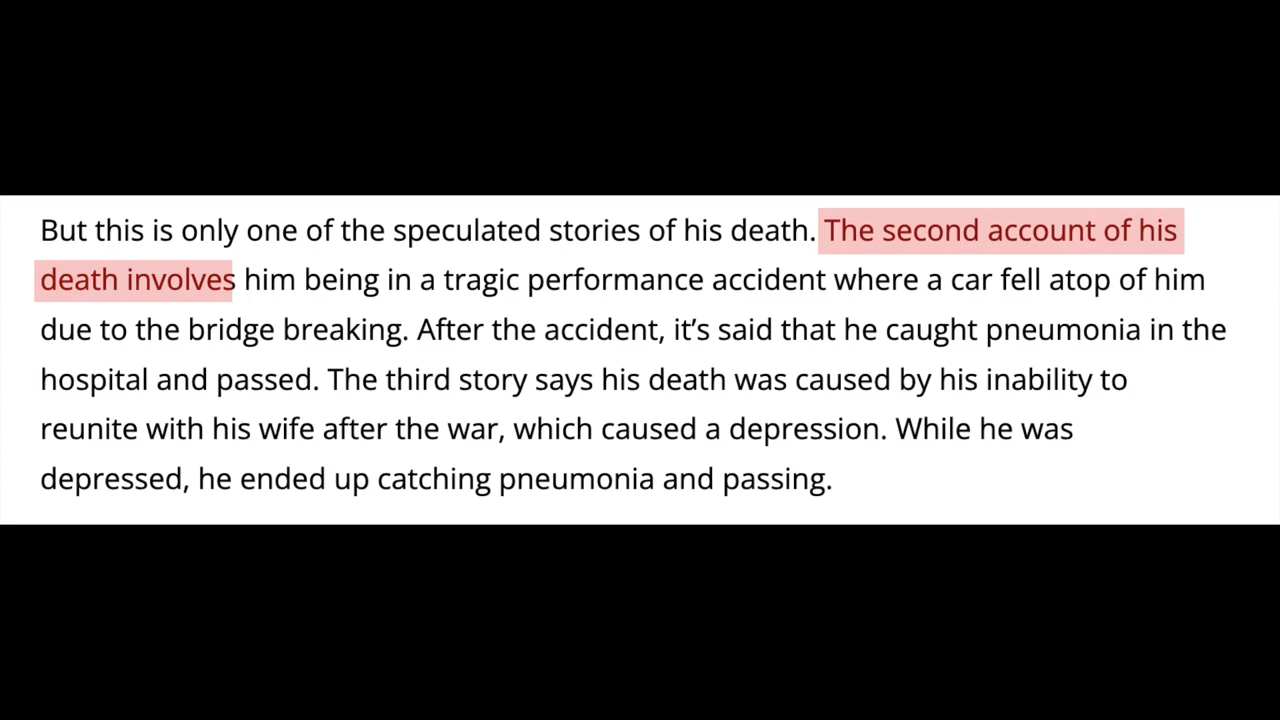 But this is only one of the speculated stories of his death. The second account of his
death involves him being in a tragic performance accident where a car fell atop of him
due to the bridge breaking. After the accident, it’s said that he caught pneumonia in the
hospital and passed. The third story says his death was caused by his inability to
reunite with his wife after the war, which caused a depression. While he was
depressed, he ended up catching pneumonia and passing.